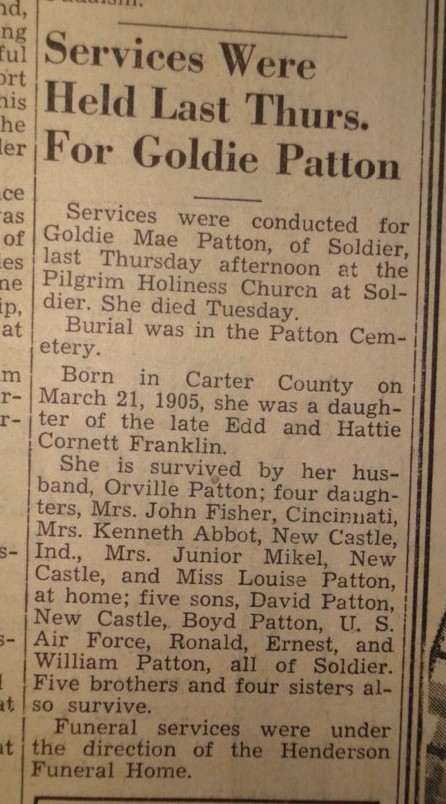 Services Were
Held Last Thurs.
For Goldie Patton
Services were conducted for
Goldie Mae Patton, of Soldier,
last Thursday afternoon at the
Pilgrim Holiness Church at Sol-
dier. She died Tuesday.
Burial was in the Patton Cem-
etery.
Born in Carter County on
March 21, 1905, she was a daugh-
ter of the late Edd and Hattie
Cornett Franklin.
She is survived by her hus-
band, Orville Patton; four daugh-
ters, Mrs. John Fisher, Cincinnati,
Mrs. Kenneth Abbot, New Castle,
Ind., Mrs. Junior Mikel, New
Castle, and Miss Louise Patton,
at home; five sons, David Patton,
New Castle, Boyd Patton, U. S.
Air Force, Ronald, Ernest, and
William Patton, all of Soldier.
Five brothers and four sisters al-
so survive.
Funeral services were under
the direction of the Henderson
Funeral Home.